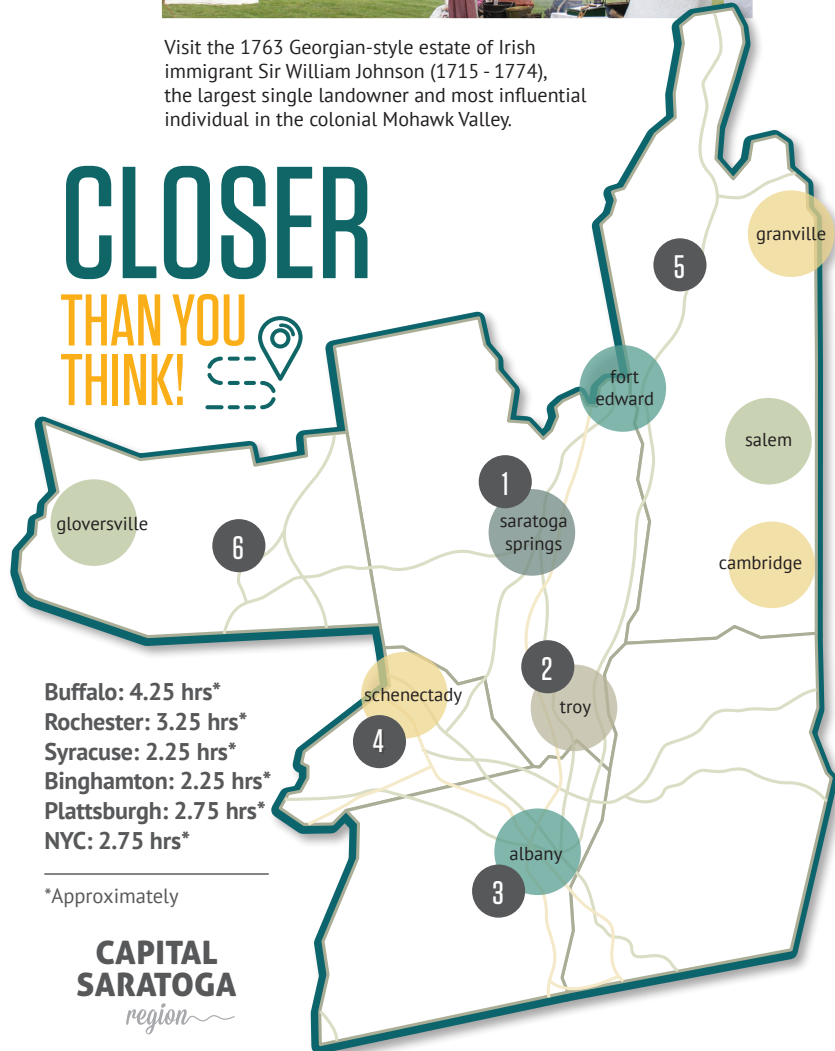 Visit the 1763 Georgian-style estate of Irish
immigrant Sir William Johnson (1715 - 1774),
the largest single landowner and most influential
individual in the colonial Mohawk Valley.
CLOSER
THAN YOU
THINK!
granville
5
fort
edward
salem
1
saratoga
springs
gloversville
6
cambridge
2
troy
schenectady
4
albany
3
Buffalo: 4.25 hrs*
Rochester: 3.25 hrs*
Syracuse: 2.25 hrs*
Binghamton: 2.25 hrs*
Plattsburgh: 2.75 hrs*
NYC: 2.75 hrs*
*Approximately
CAPITAL
SARATOGA
region